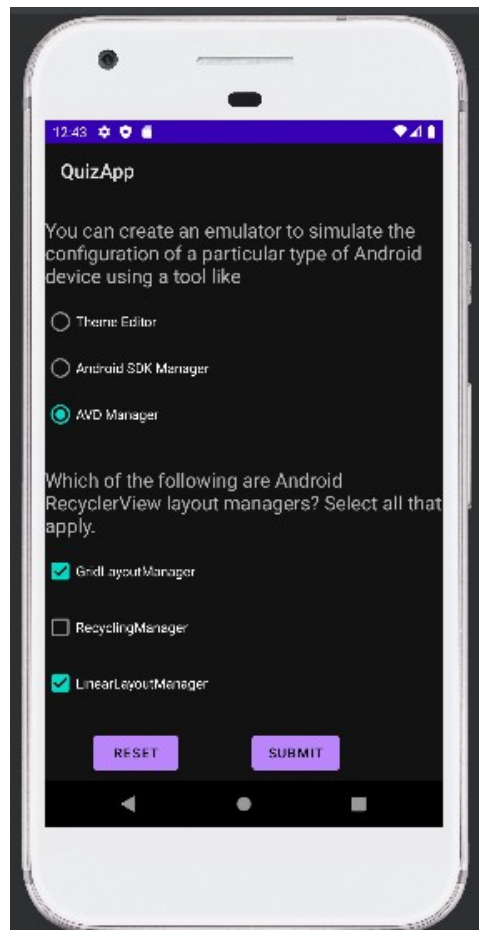 12:43
QuizApp
You can create an emulator to simulate the
configuration of a particular type of Android
device using a tool like
Theme Editor
Android SDK Manager
AVD Manager
Which of the following are Android
RecyclerView layout managers? Select all that
apply.
GridLayoutManager
RecyclingManager
LinearLayoutManager
RESET SUBMIT